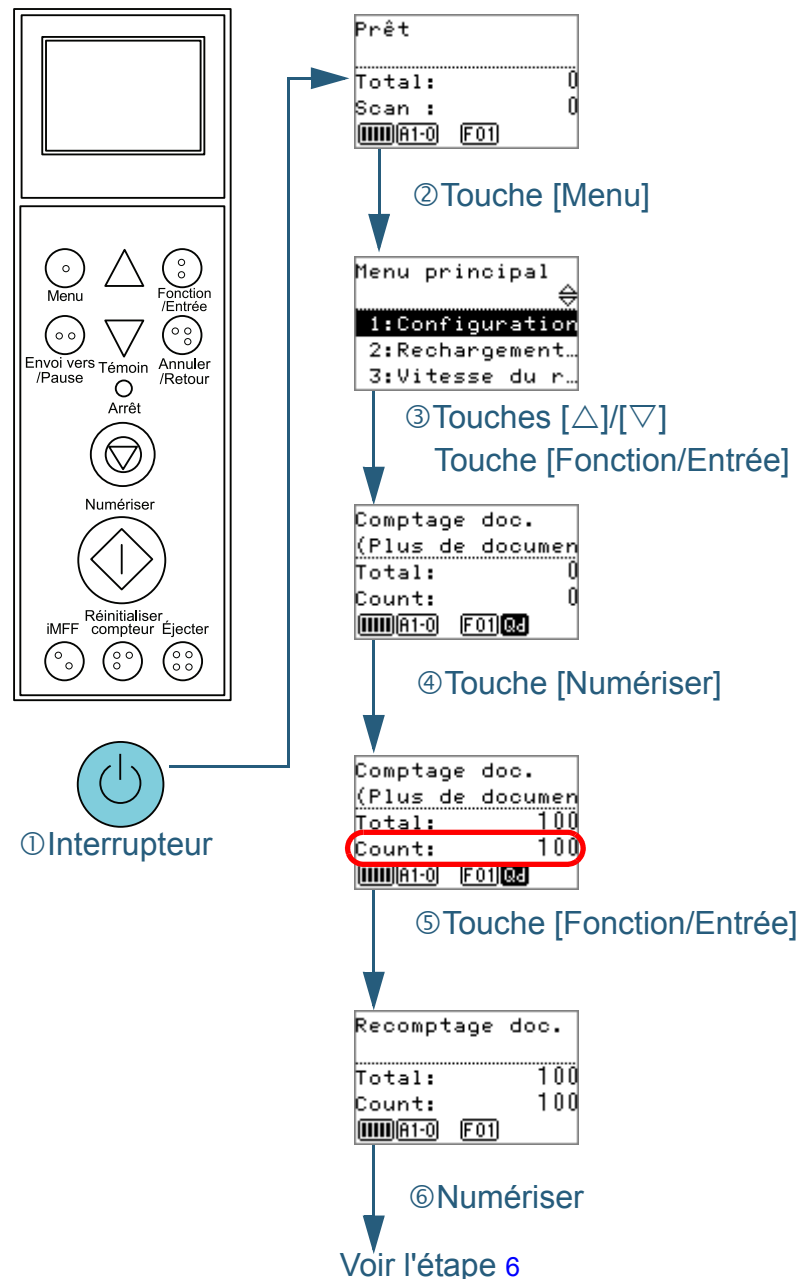 Menu
Fonction
/Entrée
Envoi vers
/Pause
Témoin
Annuler
/Retour
Arrêt
Numériser
iMFF
Réinitialiser
compteur
Éjecter
①Interrupteur
Prêt
Total: 0
Scan : 0
A1-0 F01
②Touche [Menu]
Menu principal
1:Configuration
2:Rechargement…
3:Vitesse du r…
③Touches [△]/[▽]
Touche [Fonction/Entrée]
Comptage doc.
(Plus de documen
Total: 0
Count: 0
A1-0 F01 Qd
④Touche [Numériser]
Comptage doc.
(Plus de documen
Total: 100
Count: 100
A1-0 F01 Qd
⑤Touche [Fonction/Entrée]
Recomptage doc.
Total: 100
Count: 100
A1-0 F01
⑥Numériser
Voir l'étape 6